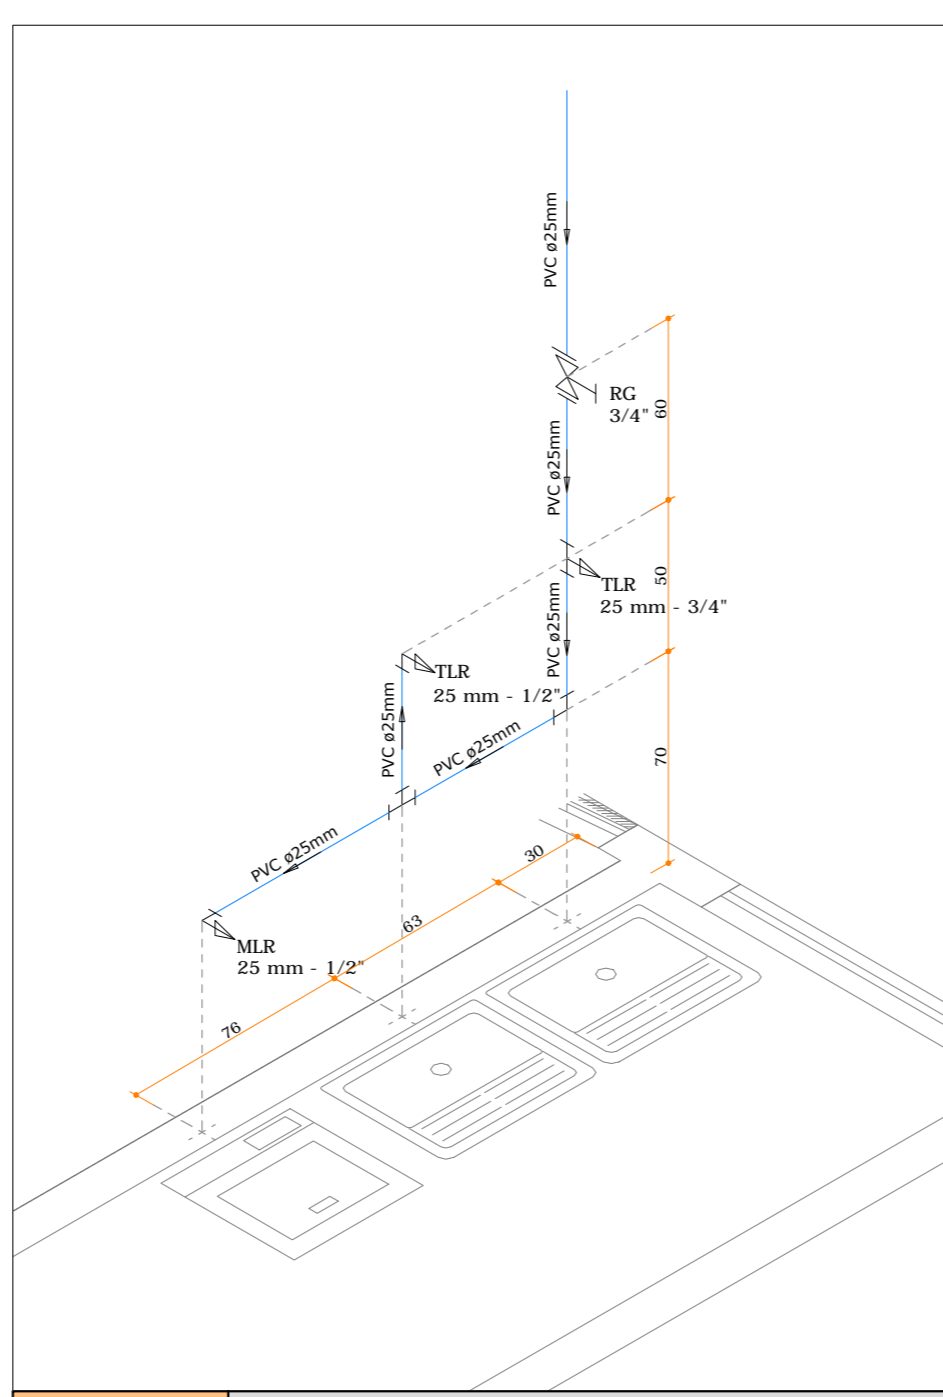 PVC ø25mm
RG
3/4"
60
PVC ø25mm
50
TLR
25 mm - 3/4"
PVC ø25mm
TLR
25 mm - 1/2"
PVC ø25mm
PVC ø25mm
70
PVC ø25mm
30
63
MLR
25 mm - 1/2"
76